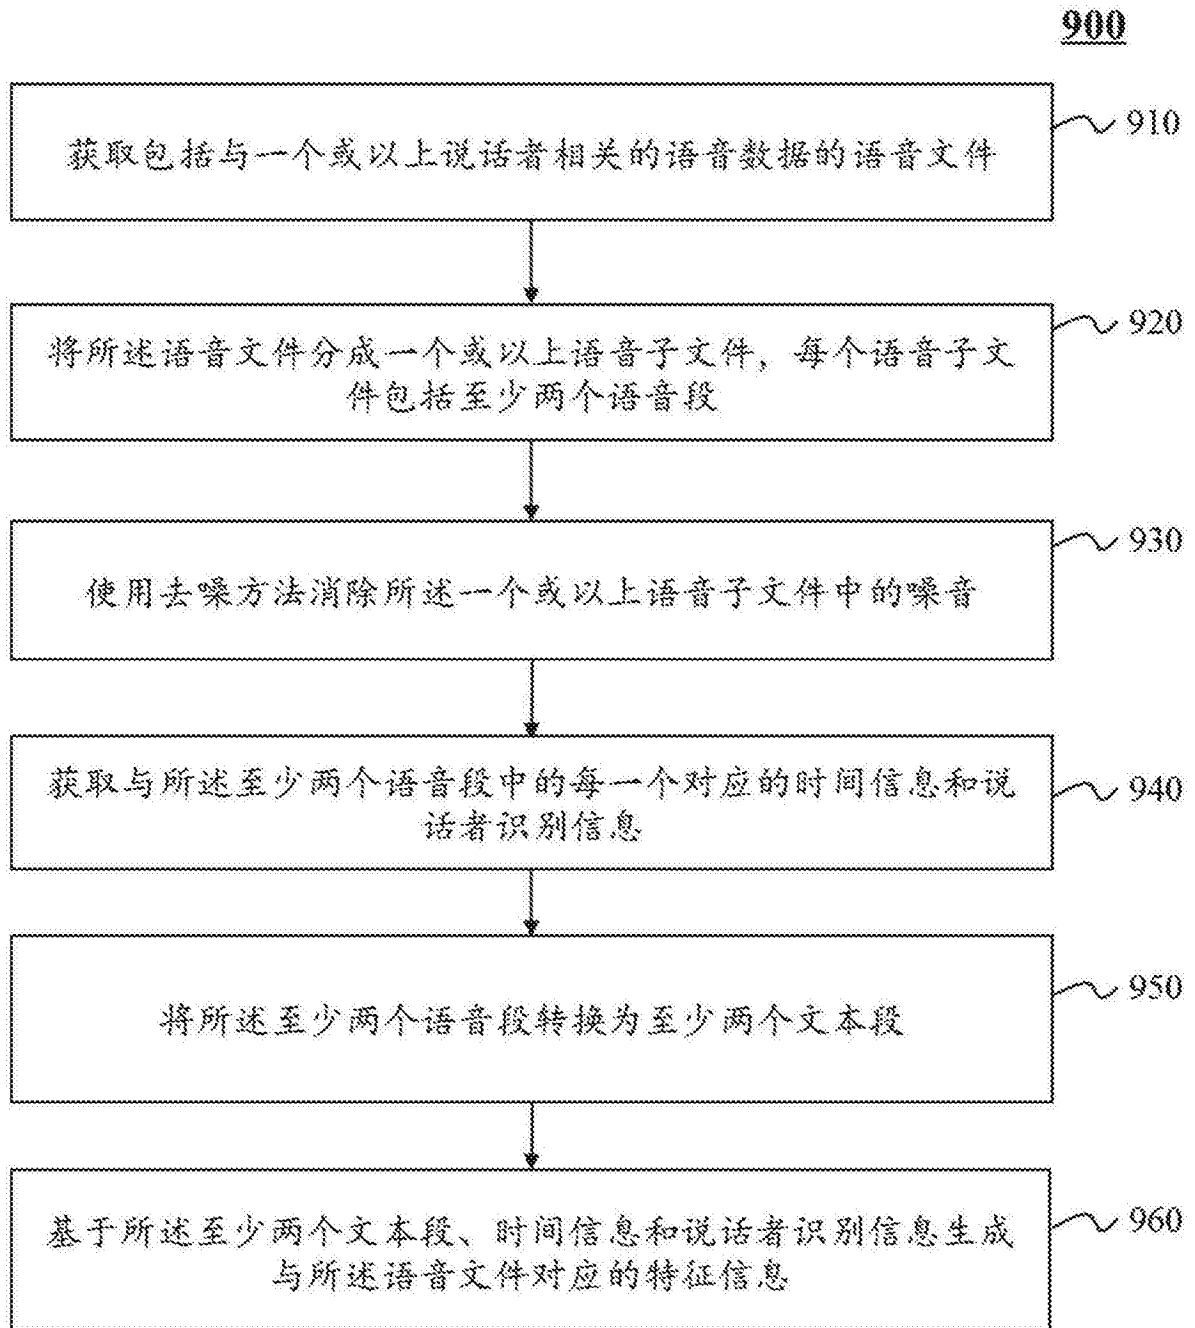 900
910
获取包括与一个或以上说话者相关的语音数据的语音文件
920
将所述语音文件分成一个或以上语音子文件，每个语音子文
件包括至少两个语音段
930
使用去噪方法消除所述一个或以上语音子文件中的噪音
940
获取与所述至少两个语音段中的每一个对应的时间信息和说
话者识别信息
950
将所述至少两个语音段转换为至少两个文本段
960
基于所述至少两个文本段、时间信息和说话者识别信息生成
与所述语音文件对应的特征信息